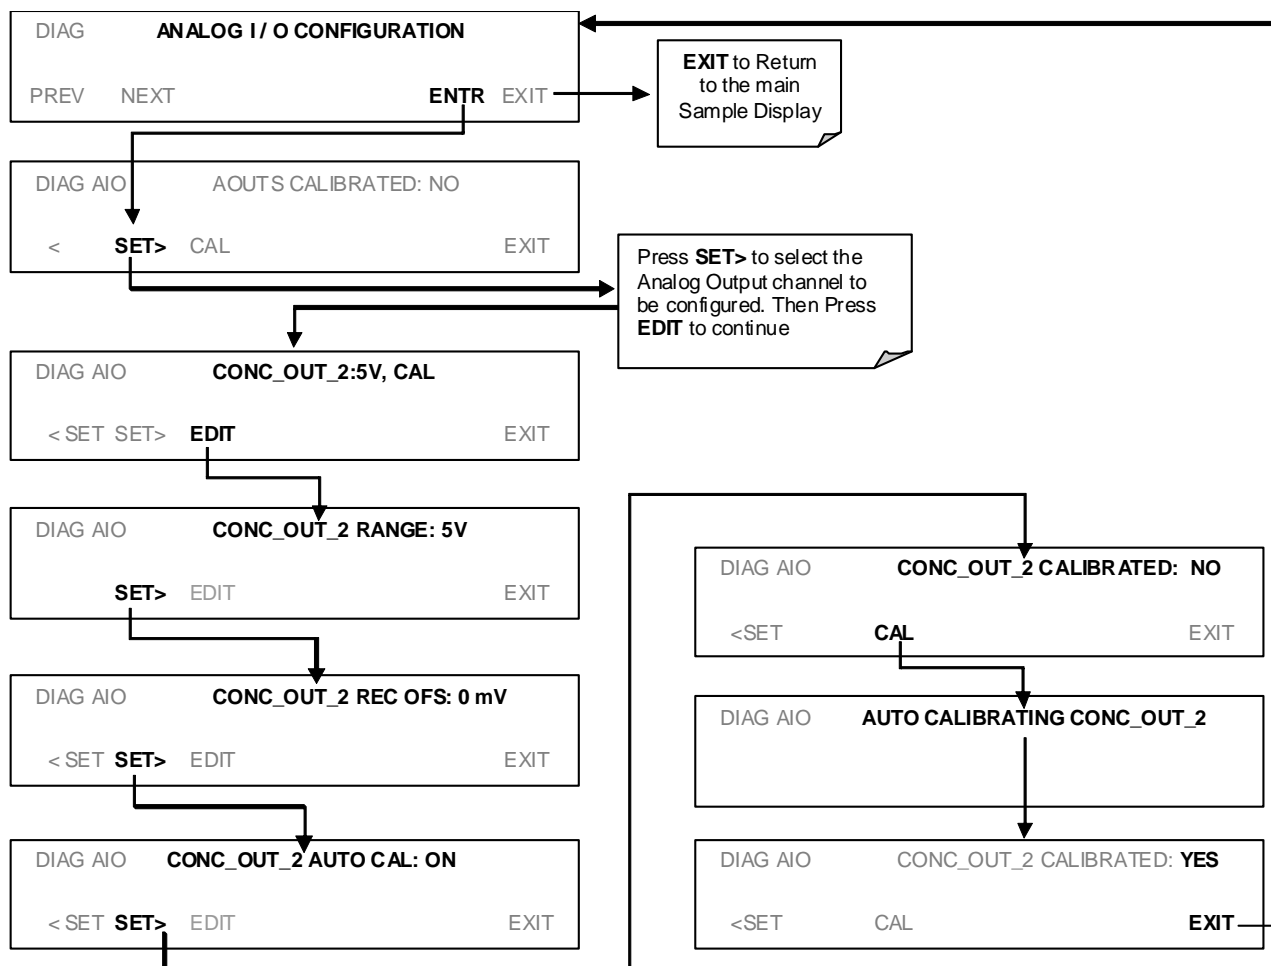 DIAG ANALOG I / O CONFIGURATION
PREV NEXT ENTR EXIT
EXIT to Return
to the main
Sample Display
DIAG AIO AOUTS CALIBRATED: NO
< SET> CAL EXIT
Press SET> to select the
Analog Output channel to
be configured. Then Press
EDIT to continue
DIAG AIO CONC_OUT_2:5V, CAL
< SET SET> EDIT EXIT
DIAG AIO CONC_OUT_2 RANGE: 5V
SET> EDIT EXIT
DIAG AIO CONC_OUT_2 REC OFS: 0 mV
< SET SET> EDIT EXIT
DIAG AIO CONC_OUT_2 AUTO CAL: ON
< SET SET> EDIT EXIT
DIAG AIO CONC_OUT_2 CALIBRATED: NO
<SET CAL EXIT
DIAG AIO AUTO CALIBRATING CONC_OUT_2
DIAG AIO CONC_OUT_2 CALIBRATED: YES
<SET CAL EXIT